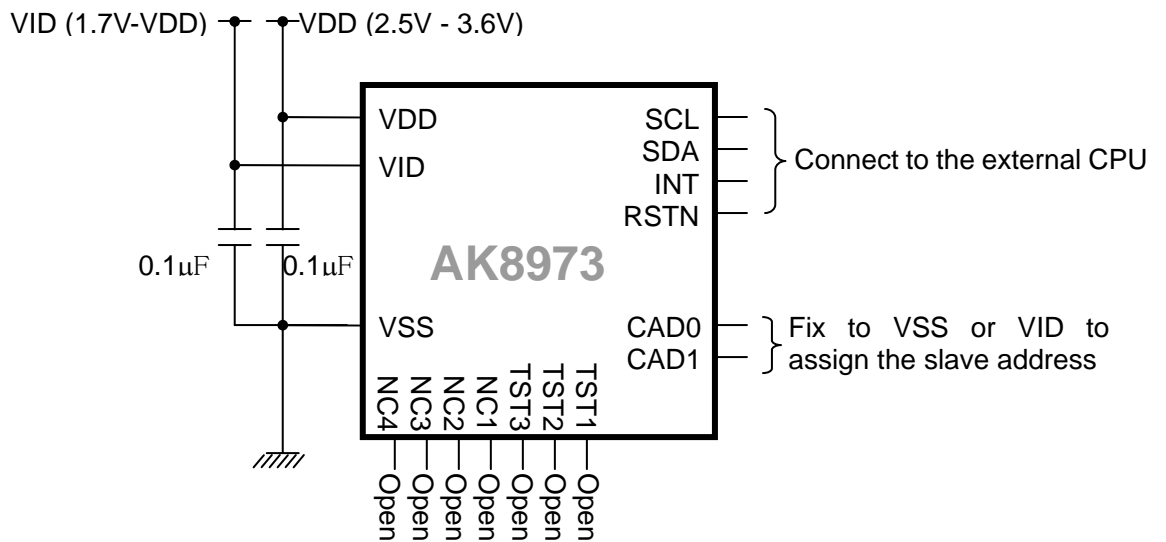 VID (1.7V-VDD)
VDD (2.5V - 3.6V)
VDD
VID
VSS
0.1µF
0.1µF
AK8973
SCL
SDA
INT
RSTN
Connect to the external CPU
CAD0
CAD1
Fix to VSS or VID to
assign the slave address
NC4
NC3
NC2
NC1
TST3
TST2
TST1
Open
Open
Open
Open
Open
Open
Open